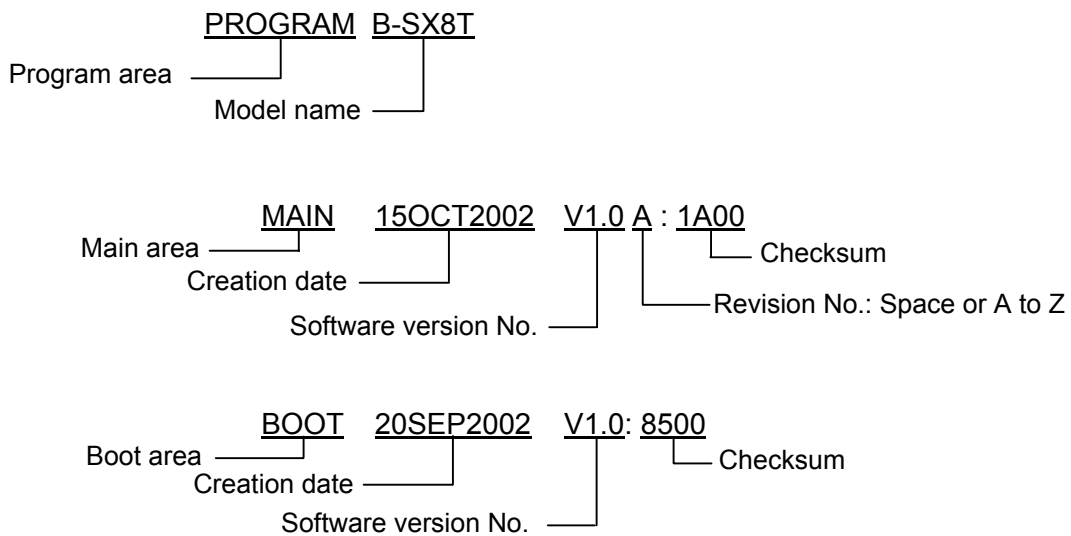 PROGRAM B-SX8T
Program area
Model name
MAIN 15OCT2002 V1.0 A : 1A00
Main area
Checksum
Creation date
Revision No.: Space or A to Z
Software version No.
BOOT 20SEP2002 V1.0: 8500
Boot area
Checksum
Creation date
Software version No.